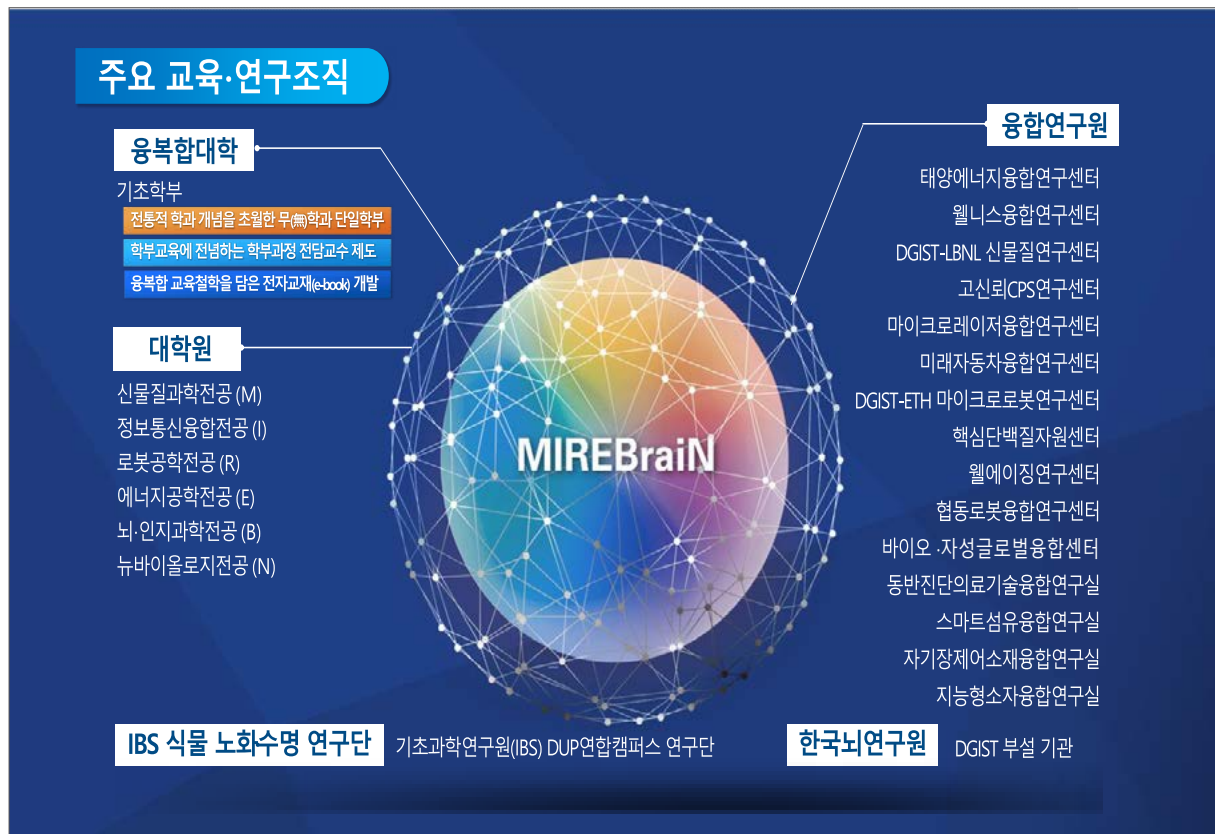 주요 교육·연구조직
융복합대학
기초학부
전통적 학과 개념을 초월한 무(無)학과 단일학부
학부교육에 전념하는 학부과정 전담교수 제도
융복합 교육철학을 담은 전자교재(e-book) 개발
대학원
신물질과학전공 (M)
정보통신융합전공 (I)
로봇공학전공 (R)
에너지공학전공 (E)
뇌·인지과학전공 (B)
뉴바이올로지전공 (N)
MIREBraiN
융합연구원
태양에너지융합연구센터
웰니스융합연구센터
DGIST-LBNL 신물질연구센터
고신뢰CPS연구센터
마이크로레이저융합연구센터
미래자동차융합연구센터
DGIST-ETH 마이크로로봇연구센터
핵심단백질자원센터
웰에이징연구센터
협동로봇융합연구센터
바이오 ·자성글로벌융합센터
동반진단의료기술융합연구실
스마트섬유융합연구실
자기장제어소재융합연구실
지능형소자융합연구실
IBS 식물 노화수명 연구단 기초과학연구원(IBS) DUP연합캠퍼스 연구단
한국뇌연구원 DGIST 부설 기관